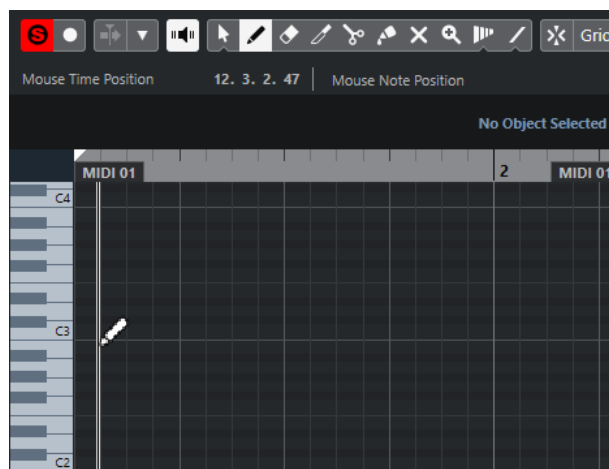 S
Grid
Mouse Time Position 12. 3. 2. 47 Mouse Note Position
No Object Selected
2
MIDI 01 MIDI 01
C4
C3
C2